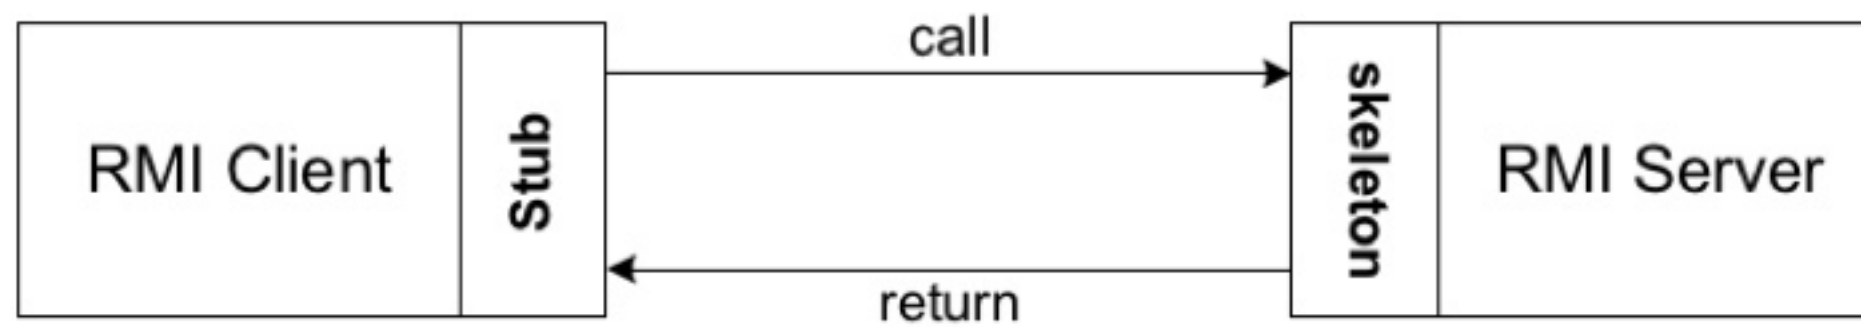 RMI Client
Stub
call
return
skeleton
RMI Server